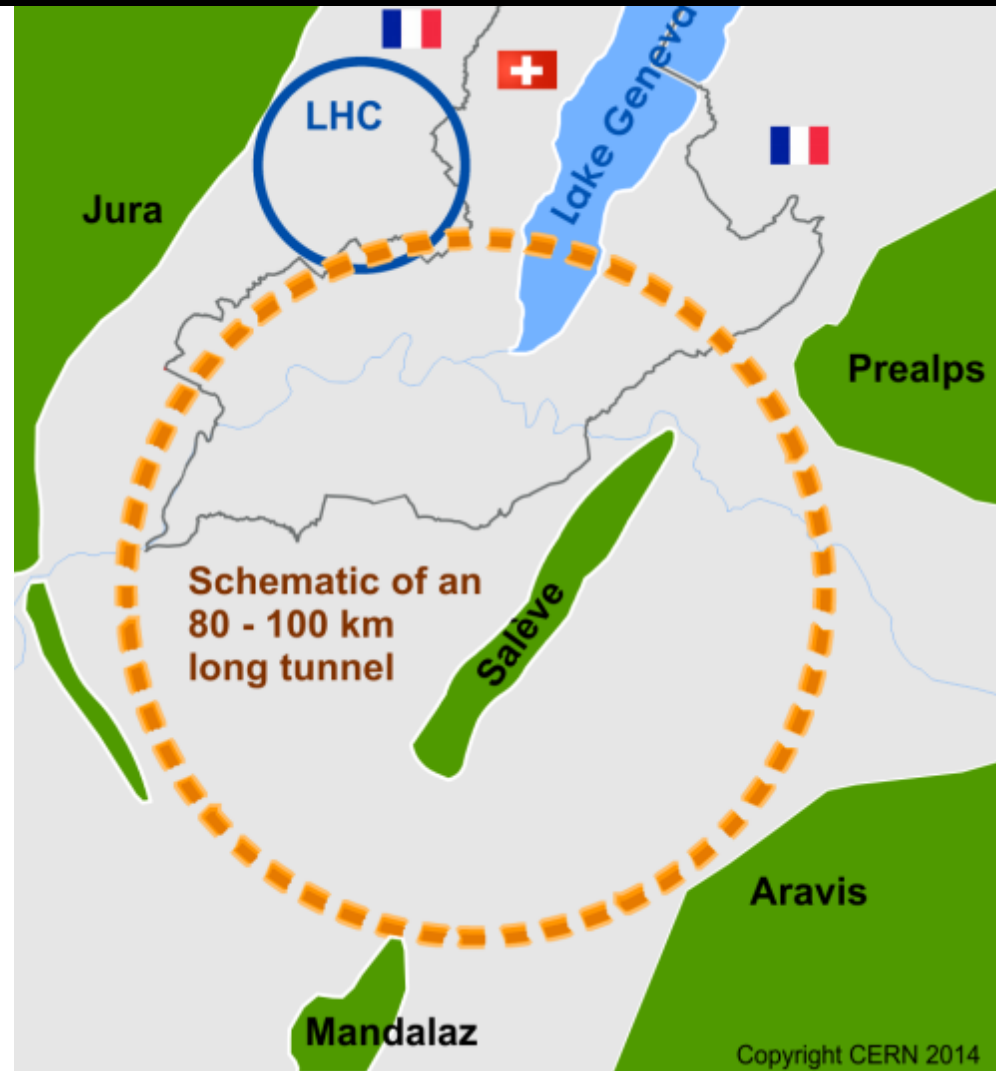 LHC
Lake Geneva
Jura
Prealps
Schematic of an
80 - 100 km
long tunnel
Salève
Aravis
Mandalaz
Copyright CERN 2014